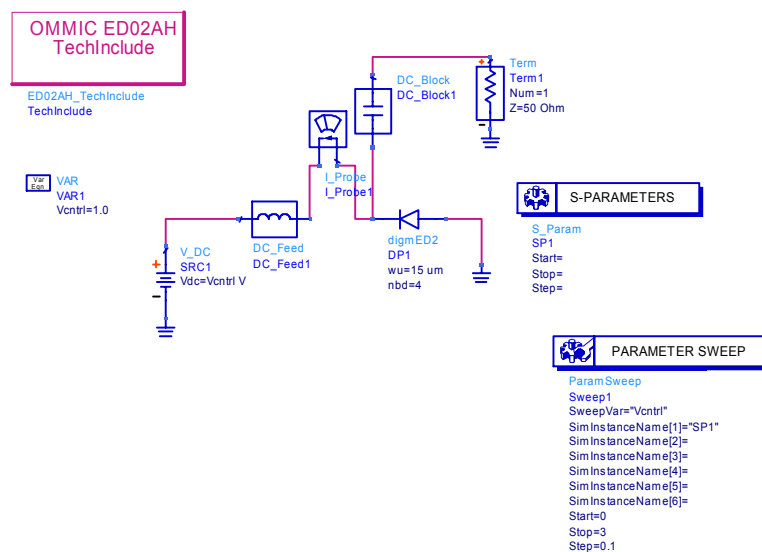 OMMIC ED02AH
TechInclude
ED02AH_TechInclude
TechInclude
Var
Eqn
VAR
VAR1
Vcntrl=1.0
+
V_DC
SRC1
Vdc=Vcntrl V
DC_Feed
DC_Feed1
I_Probe
I_Probe1
DC_Block
DC_Block1
+
Term
Term1
Num=1
Z=50 Ohm
digmED2
DP1
wu=15 um
nbd=4
S-PARAMETERS
S_Param
SP1
Start=
Stop=
Step=
PARAMETER SWEEP
ParamSweep
Sweep1
SweepVar="Vcntrl"
SimInstanceName[1]="SP1"
SimInstanceName[2]=
SimInstanceName[3]=
SimInstanceName[4]=
SimInstanceName[5]=
SimInstanceName[6]=
Start=0
Stop=3
Step=0.1